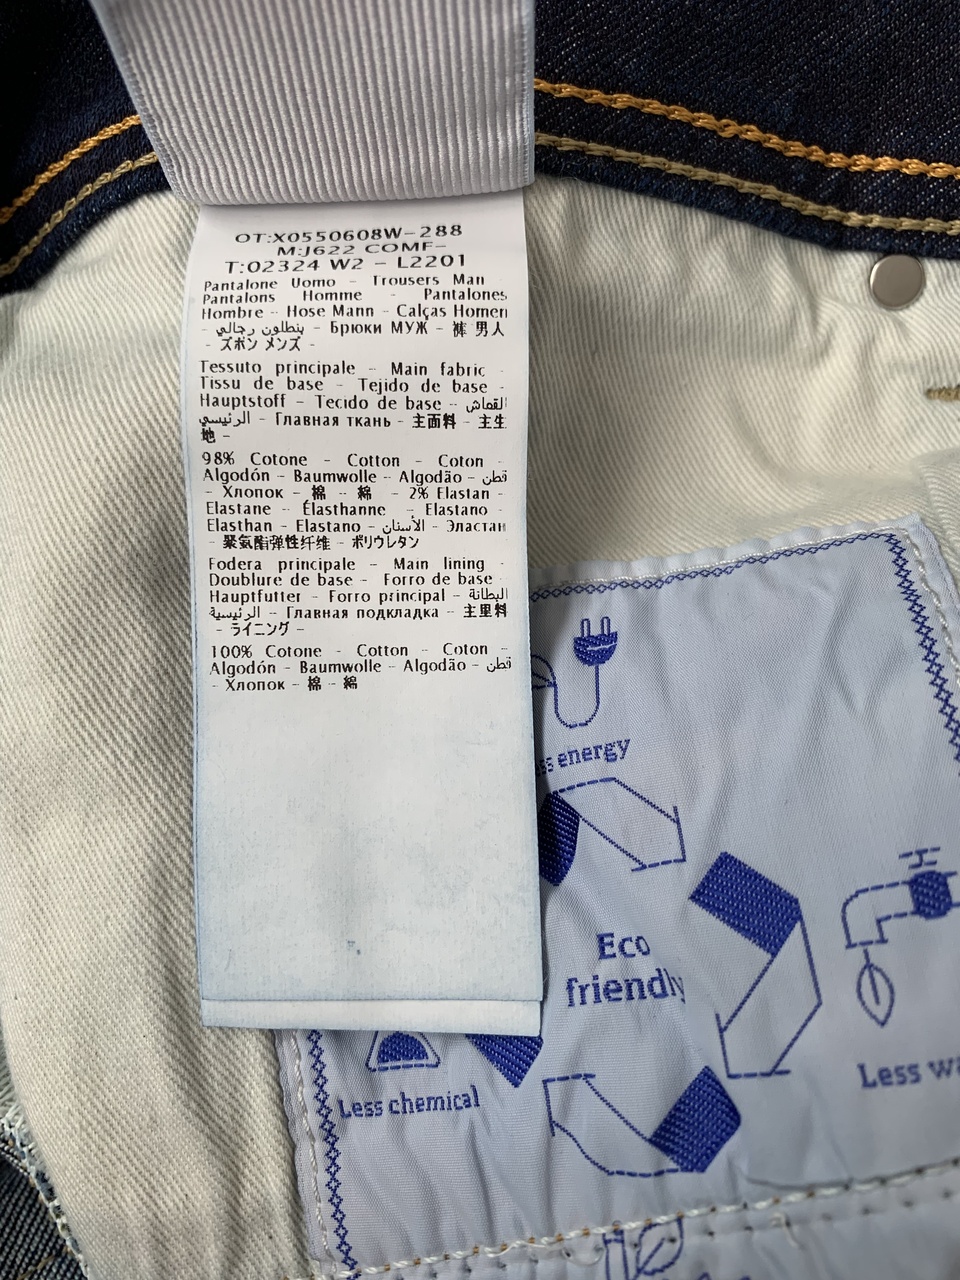 OT:X0550608W-288
M:J622 COMF-
T:02324 W2 - L2201
Pantalone Uomo - Trousers Man
Pantalons Homme - Pantalones
Hombre - Hose Mann - Calças Homen
- بنطلون رجالي - Брюки МУЖ - 裤 男人
- ズボン メンズ -
Tessuto principale - Main fabric -
Tissu de base - Tejido de base -
Hauptstoff - Tecido de base - القماش
الرئيسي - Главная ткань - 主面料 - 主生
地 -
98% Cotone - Cotton - Coton -
Algodón - Baumwolle - Algodão - قطن
- Хлопок - 棉 - 綿 - 2% Elastan -
Elastane - Élasthanne - Elastano -
Elasthan - Elastano - الأستان - Эластан
- 聚氨酯弹性纤维 - ポリウレタン
Fodera principale - Main lining -
Doublure de base - Forro de base -
Hauptfutter - Forro principal - البطانة
الرئيسية - Главная подкладка - 主里料
- ライニング -
100% Cotone - Cotton - Coton -
Algodón - Baumwolle - Algodão - قطن
- Хлопок - 棉 - 綿
energy
Eco
friendly
Less chemical
Less